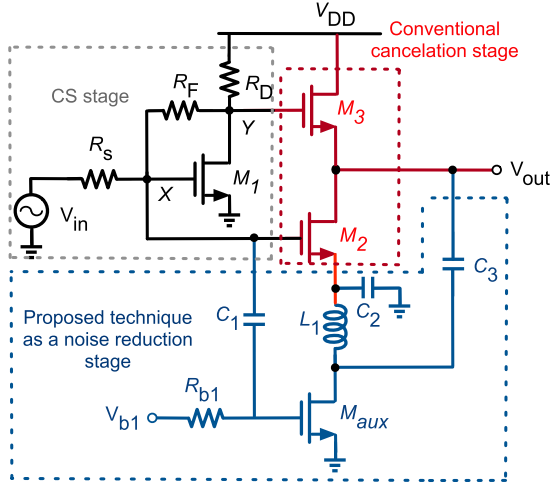 V_DD
Conventional
cancelation stage
CS stage
R_F
R_D
Y
M_3
R_s
X
M_1
V_in
V_out
M_2
C_3
Proposed technique
as a noise reduction
stage
C_1
L_1
C_2
R_b1
V_b1
M_aux